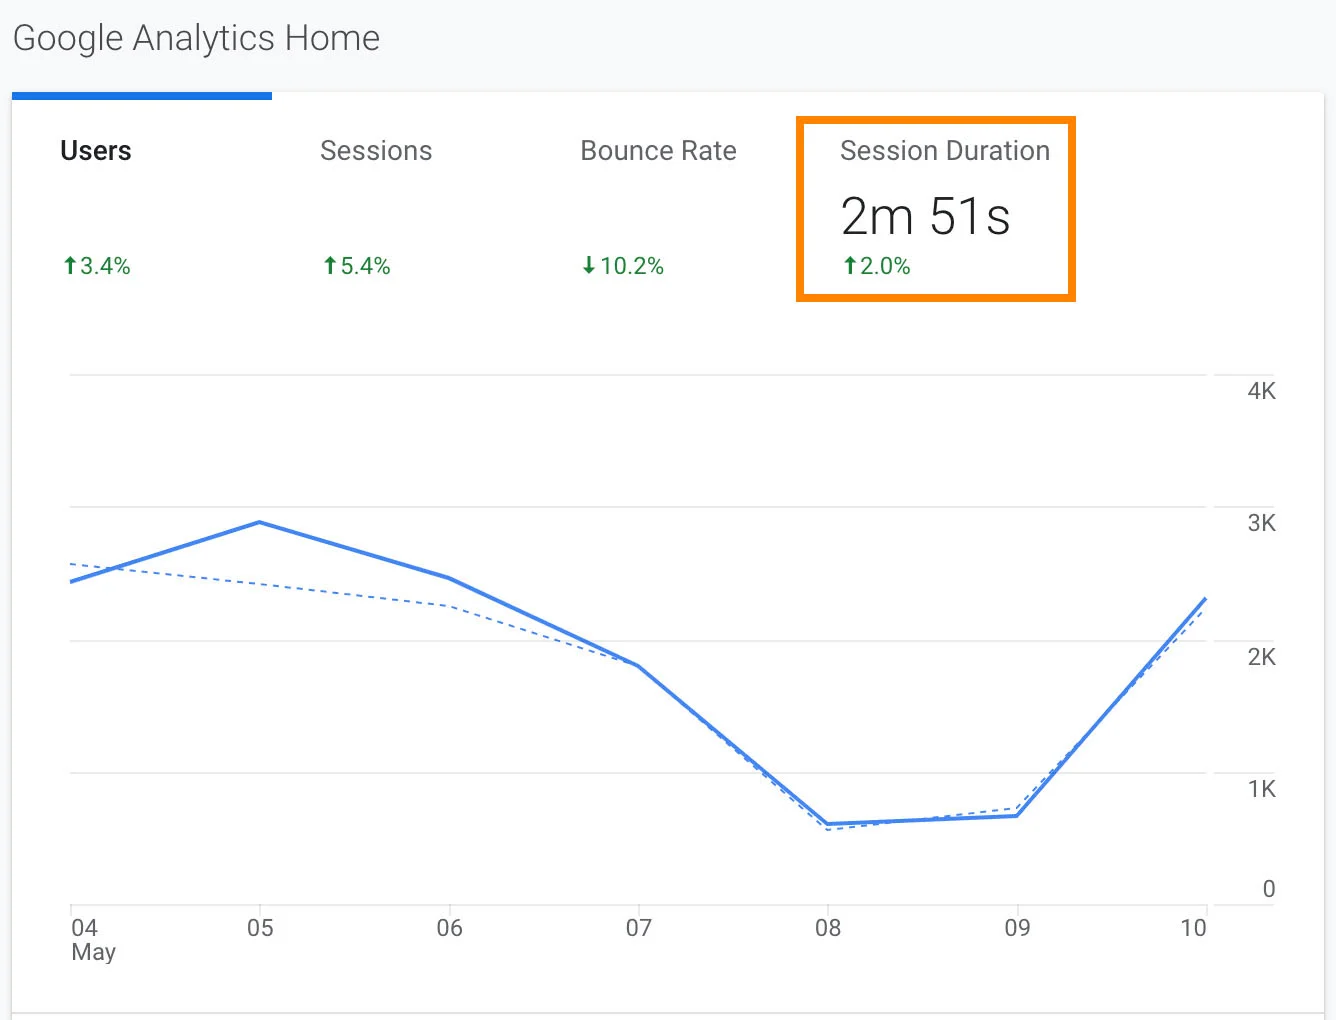 Google Analytics Home
Users
Sessions
Bounce Rate
Session Duration
2m 51s
↑3.4%
↑5.4%
↓10.2%
↑2.0%
4K
3K
2K
1K
0
04 05 06 07 08 09 10
May